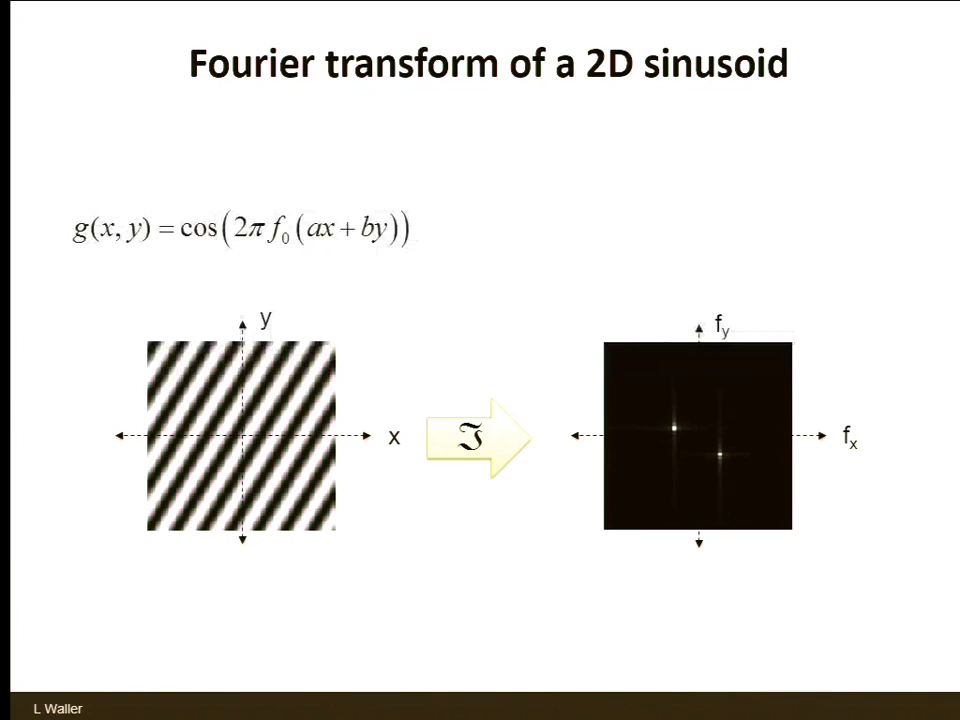 Fourier transform of a 2D sinusoid
g(x, y) = cos(2π f₀ (ax + by))
y
x
ℑ
f_y
f_x
L Waller